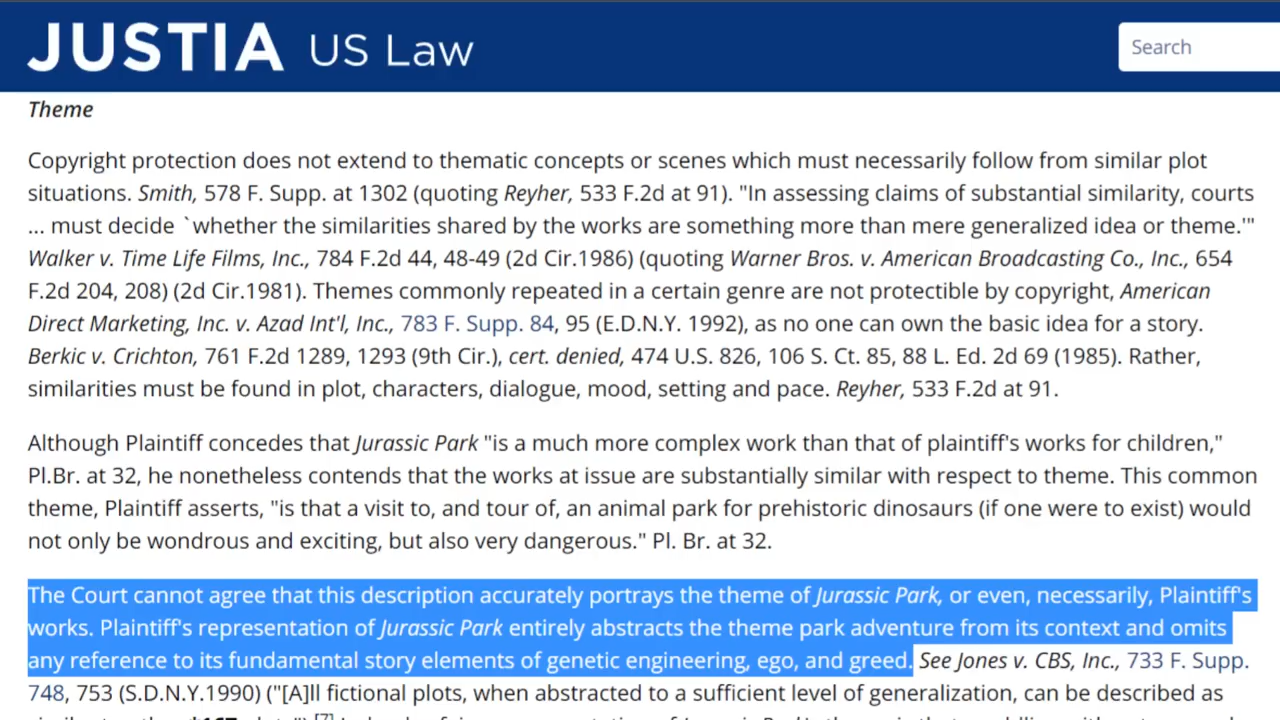 JUSTIA US Law
Search
Theme
Copyright protection does not extend to thematic concepts or scenes which must necessarily follow from similar plot
situations. Smith, 578 F. Supp. at 1302 (quoting Reyher, 533 F.2d at 91). "In assessing claims of substantial similarity, courts
... must decide `whether the similarities shared by the works are something more than mere generalized idea or theme.'"
Walker v. Time Life Films, Inc., 784 F.2d 44, 48-49 (2d Cir.1986) (quoting Warner Bros. v. American Broadcasting Co., Inc., 654
F.2d 204, 208) (2d Cir.1981). Themes commonly repeated in a certain genre are not protectible by copyright, American
Direct Marketing, Inc. v. Azad Int'l, Inc., 783 F. Supp. 84, 95 (E.D.N.Y. 1992), as no one can own the basic idea for a story.
Berkic v. Crichton, 761 F.2d 1289, 1293 (9th Cir.), cert. denied, 474 U.S. 826, 106 S. Ct. 85, 88 L. Ed. 2d 69 (1985). Rather,
similarities must be found in plot, characters, dialogue, mood, setting and pace. Reyher, 533 F.2d at 91.
Although Plaintiff concedes that Jurassic Park "is a much more complex work than that of plaintiff's works for children,"
Pl.Br. at 32, he nonetheless contends that the works at issue are substantially similar with respect to theme. This common
theme, Plaintiff asserts, "is that a visit to, and tour of, an animal park for prehistoric dinosaurs (if one were to exist) would
not only be wondrous and exciting, but also very dangerous." Pl. Br. at 32.
The Court cannot agree that this description accurately portrays the theme of Jurassic Park, or even, necessarily, Plaintiff's
works. Plaintiff's representation of Jurassic Park entirely abstracts the theme park adventure from its context and omits
any reference to its fundamental story elements of genetic engineering, ego, and greed. See Jones v. CBS, Inc., 733 F. Supp.
748, 753 (S.D.N.Y.1990) ("[A]ll fictional plots, when abstracted to a sufficient level of generalization, can be described as